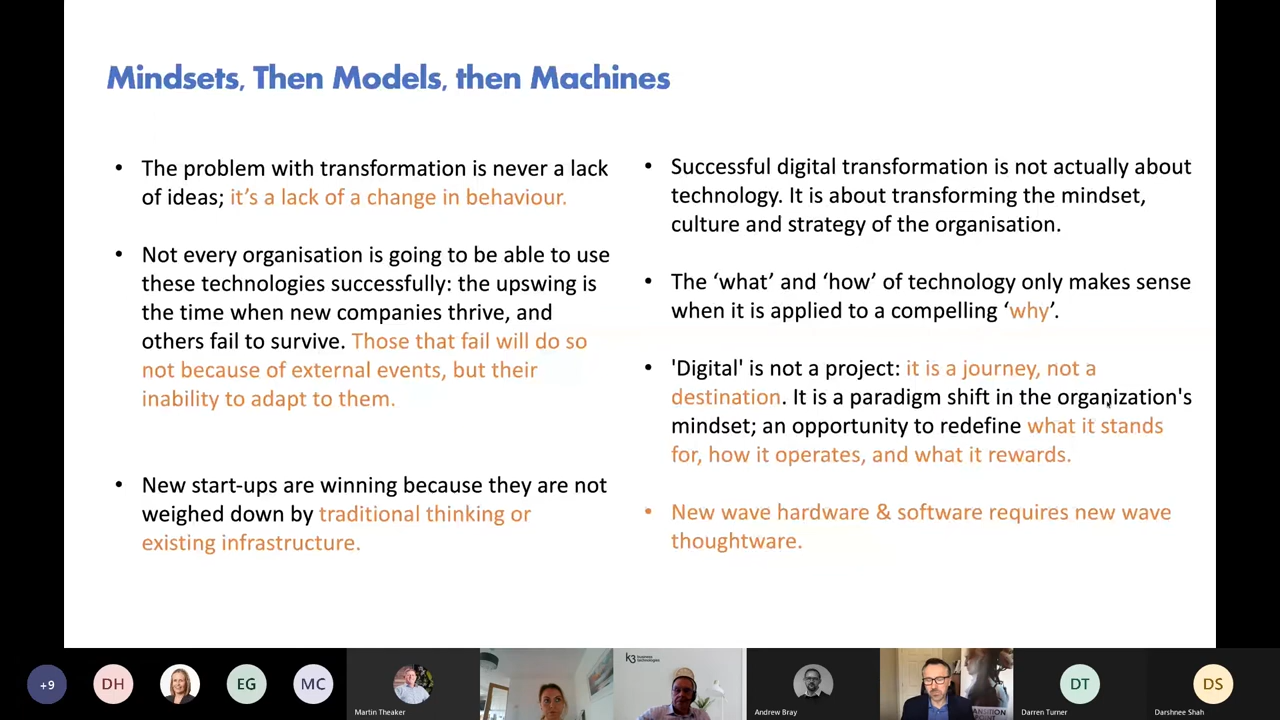 Mindsets, Then Models, then Machines
• The problem with transformation is never a lack
of ideas; it’s a lack of a change in behaviour.
• Not every organisation is going to be able to use
these technologies successfully: the upswing is
the time when new companies thrive, and
others fail to survive. Those that fail will do so
not because of external events, but their
inability to adapt to them.
• New start-ups are winning because they are not
weighed down by traditional thinking or
existing infrastructure.
• Successful digital transformation is not actually about
technology. It is about transforming the mindset,
culture and strategy of the organisation.
• The ‘what’ and ‘how’ of technology only makes sense
when it is applied to a compelling ‘why’.
• 'Digital' is not a project: it is a journey, not a
destination. It is a paradigm shift in the organization's
mindset; an opportunity to redefine what it stands
for, how it operates, and what it rewards.
• New wave hardware & software requires new wave
thoughtware.
+9
DH
EG
MC
Martin Theaker
k3 business
technologies
Andrew Bray
DT
Darren Turner
DS
Darshnee Shah